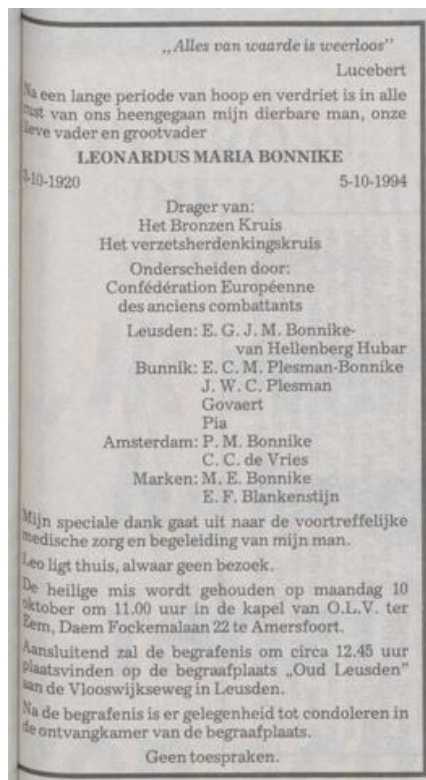 „Alles van waarde is weerloos”
Lucebert
Na een lange periode van hoop en verdriet is in alle
rust van ons heengegaan mijn dierbare man, onze
lieve vader en grootvader
LEONARDUS MARIA BONNIKE
-10-1920 5-10-1994
Drager van:
Het Bronzen Kruis
Het verzetsherdenkingskruis
Onderscheiden door:
Confédération Européenne
des anciens combattants
Leusden: E. G. J. M. Bonnike-
van Hellenberg Hubar
Bunnik: E. C. M. Plesman-Bonnike
J. W. C. Plesman
Govaert
Pia
Amsterdam: P. M. Bonnike
C. C. de Vries
Marken: M. E. Bonnike
E. F. Blankenstijn
Mijn speciale dank gaat uit naar de voortreffelijke
medische zorg en begeleiding van mijn man.
Leo ligt thuis, alwaar geen bezoek.
De heilige mis wordt gehouden op maandag 10
oktober om 11.00 uur in de kapel van O.L.V. ter
Eem, Daem Fockemalaan 22 te Amersfoort.
Aansluitend zal de begrafenis om circa 12.45 uur
plaatsvinden op de begraafplaats „Oud Leusden”
aan de Vlooswijkseweg in Leusden.
Na de begrafenis is er gelegenheid tot condoleren in
de ontvangkamer van de begraafplaats.
Geen toespraken.